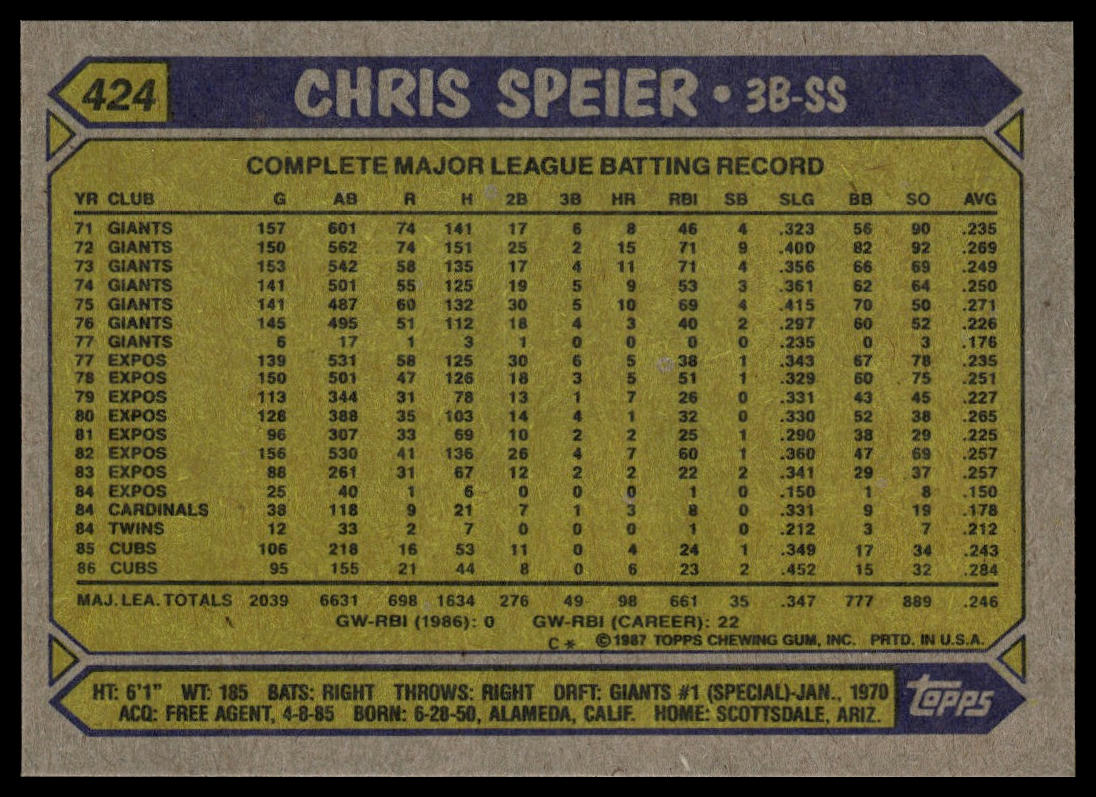 424 CHRIS SPEIER • 3B-SS
COMPLETE MAJOR LEAGUE BATTING RECORD
YR CLUB G AB R H 2B 3B HR RBI SB SLG BB SO AVG
71 GIANTS 157 601 74 141 17 6 8 46 4 .323 56 90 .235
72 GIANTS 150 562 74 151 25 2 15 71 9 .400 82 92 .269
73 GIANTS 153 542 58 135 17 4 11 71 4 .356 66 69 .249
74 GIANTS 141 501 55 125 19 5 9 53 3 .361 62 64 .250
75 GIANTS 141 487 60 132 30 5 10 69 4 .415 70 50 .271
76 GIANTS 145 495 51 112 18 4 3 40 2 .297 60 52 .226
77 GIANTS 6 17 1 3 1 0 0 0 0 .235 0 3 .176
77 EXPOS 139 531 58 125 30 6 5 38 1 .343 67 78 .235
78 EXPOS 150 501 47 126 18 3 5 51 1 .329 60 75 .251
79 EXPOS 113 344 31 78 13 1 7 26 0 .331 43 45 .227
80 EXPOS 128 388 35 103 14 4 1 32 0 .330 52 38 .265
81 EXPOS 96 307 33 69 10 2 2 25 1 .290 38 29 .225
82 EXPOS 156 530 41 136 26 4 7 60 1 .360 47 69 .257
83 EXPOS 88 261 31 67 12 2 2 22 2 .341 29 37 .257
84 EXPOS 25 40 1 6 0 0 0 1 0 .150 1 8 .150
84 CARDINALS 38 118 9 21 7 1 3 8 0 .331 9 19 .178
84 TWINS 12 33 2 7 0 0 0 1 0 .212 3 7 .212
85 CUBS 106 218 16 53 11 0 4 24 1 .349 17 34 .243
86 CUBS 95 155 21 44 8 0 6 23 2 .452 15 32 .284
MAJ. LEA. TOTALS 2039 6631 698 1634 276 49 98 661 35 .347 777 889 .246
GW-RBI (1986): 0 GW-RBI (CAREER): 22
C* ©1987 TOPPS CHEWING GUM, INC. PRTD. IN U.S.A.
HT: 6'1" WT: 185 BATS: RIGHT THROWS: RIGHT DRFT: GIANTS #1 (SPECIAL)-JAN., 1970
ACQ: FREE AGENT, 4-8-85 BORN: 6-28-50, ALAMEDA, CALIF. HOME: SCOTTSDALE, ARIZ.
topps